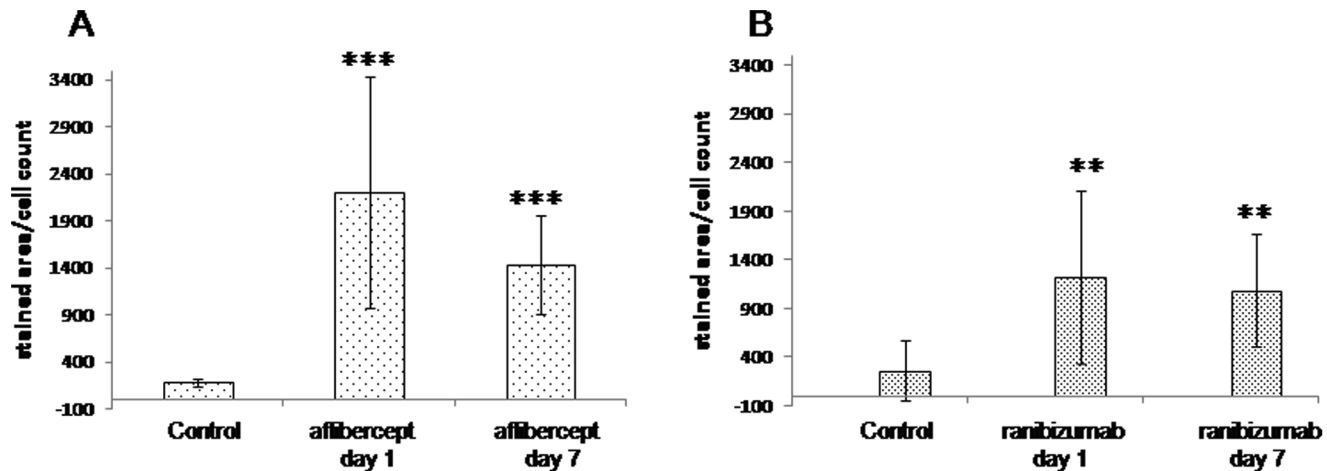 A
stained area/cell count
3400
2900
2400
1900
1400
900
400
-100
***
***
Control
aflibercept
day 1
aflibercept
day 7
B
stained area/cell count
3400
2900
2400
1900
1400
900
400
-100
**
**
Control
ranibizumab
day 1
ranibizumab
day 7